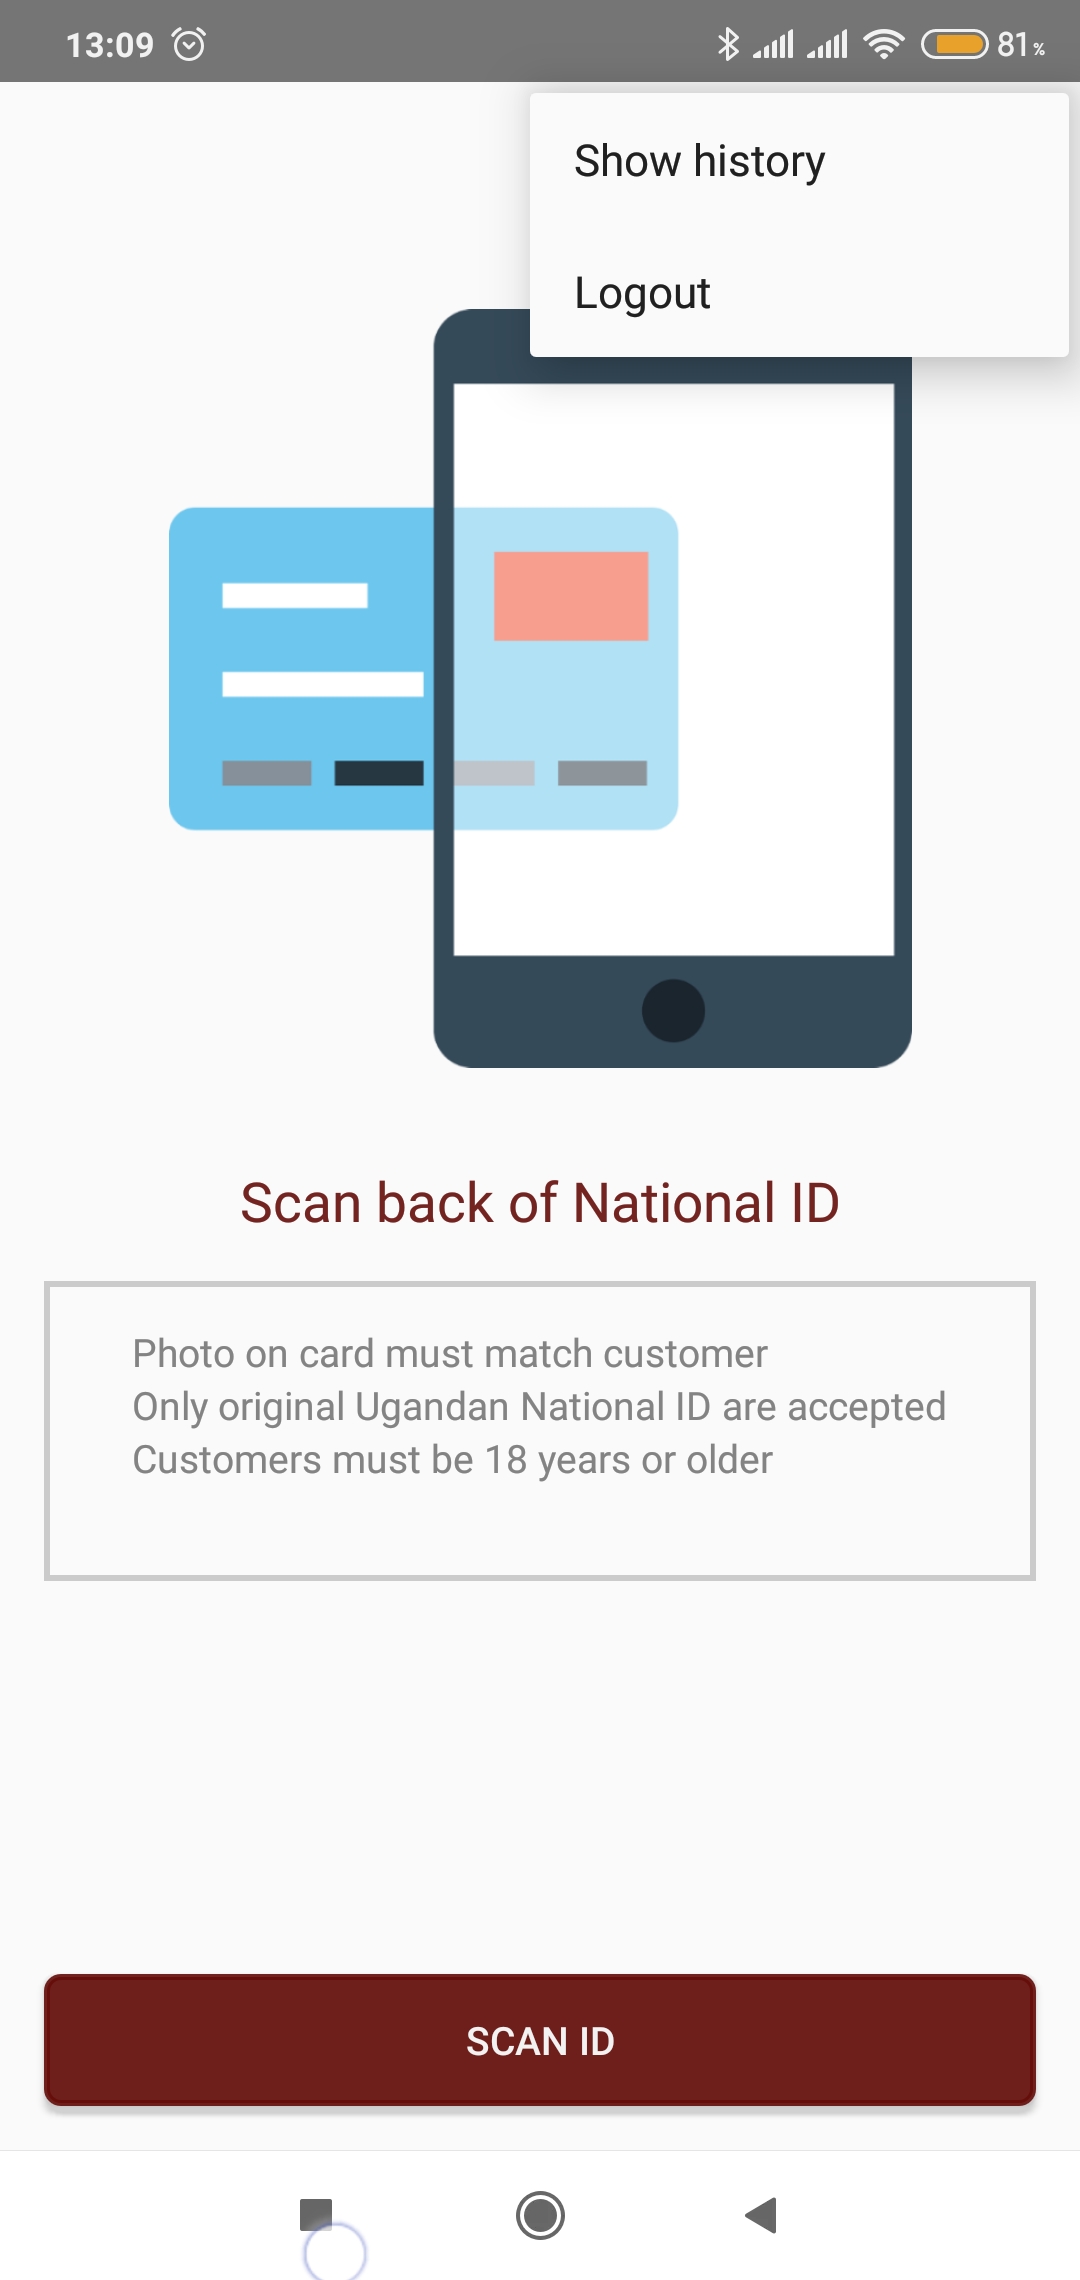 13:09
81%
Show history
Logout
Scan back of National ID
Photo on card must match customer
Only original Ugandan National ID are accepted
Customers must be 18 years or older
SCAN ID